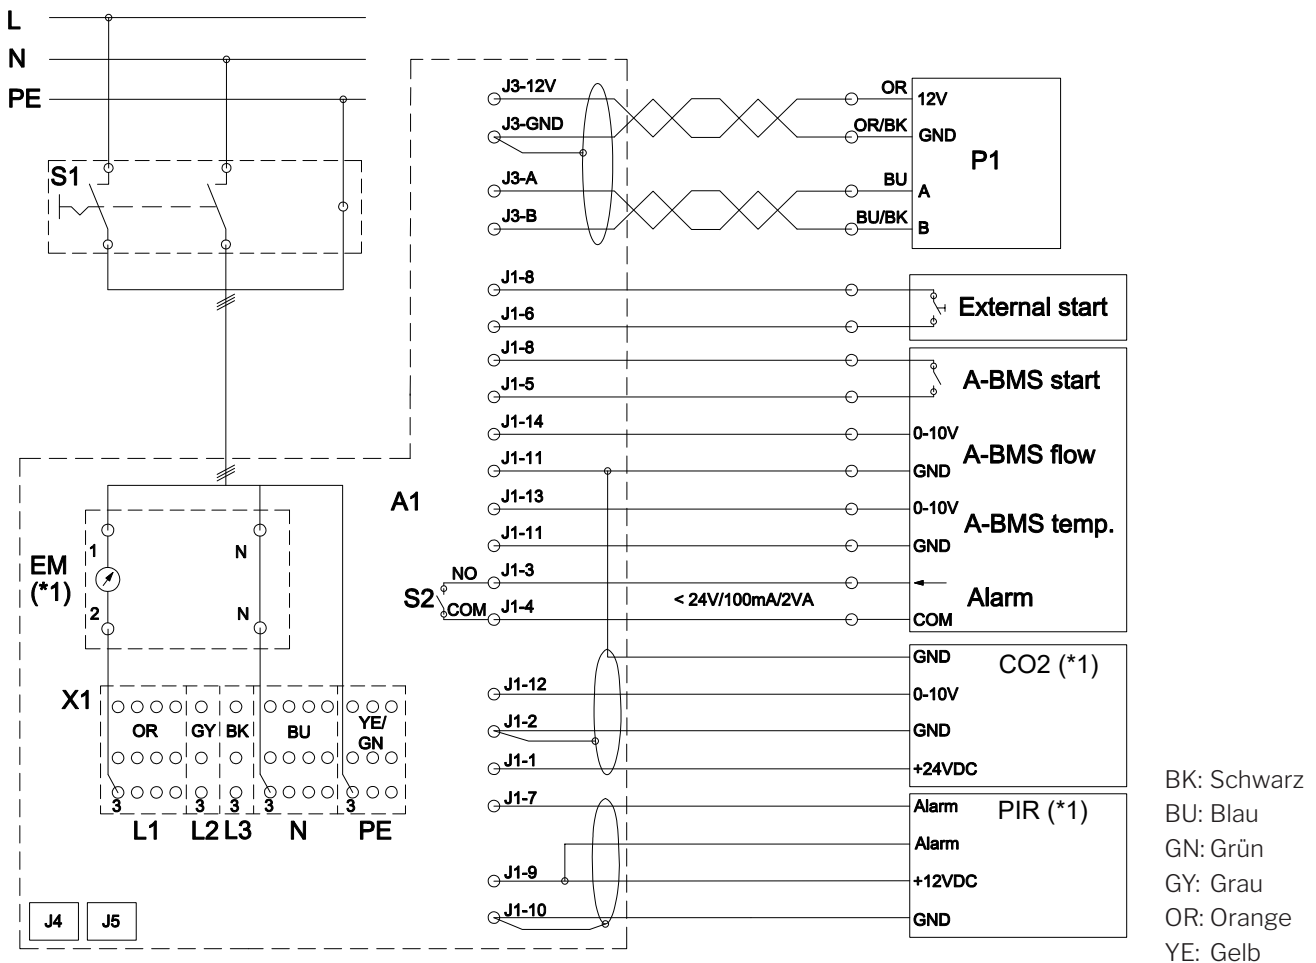 L
N
PE
S1
J3-12V
J3-GND
J3-A
J3-B
OR
12V
OR/BK
GND
P1
BU
A
BU/BK
B
J1-8
J1-6
External start
J1-8
J1-5
A-BMS start
J1-14
0-10V
A-BMS flow
J1-11
GND
A1
J1-13
0-10V
A-BMS temp.
J1-11
GND
S2
NO
J1-3
COM
J1-4
< 24V/100mA/2VA
Alarm
COM
GND
CO2 (*1)
J1-12
0-10V
J1-2
GND
J1-1
+24VDC
J1-7
Alarm
PIR (*1)
Alarm
J1-9
+12VDC
J1-10
GND
EM
(*1)
1
N
2
N
X1
OR
GY
BK
BU
YE/
GN
3
3
3
3
3
L1
L2
L3
N
PE
J4
J5
BK: Schwarz
BU: Blau
GN: Grün
GY: Grau
OR: Orange
YE: Gelb